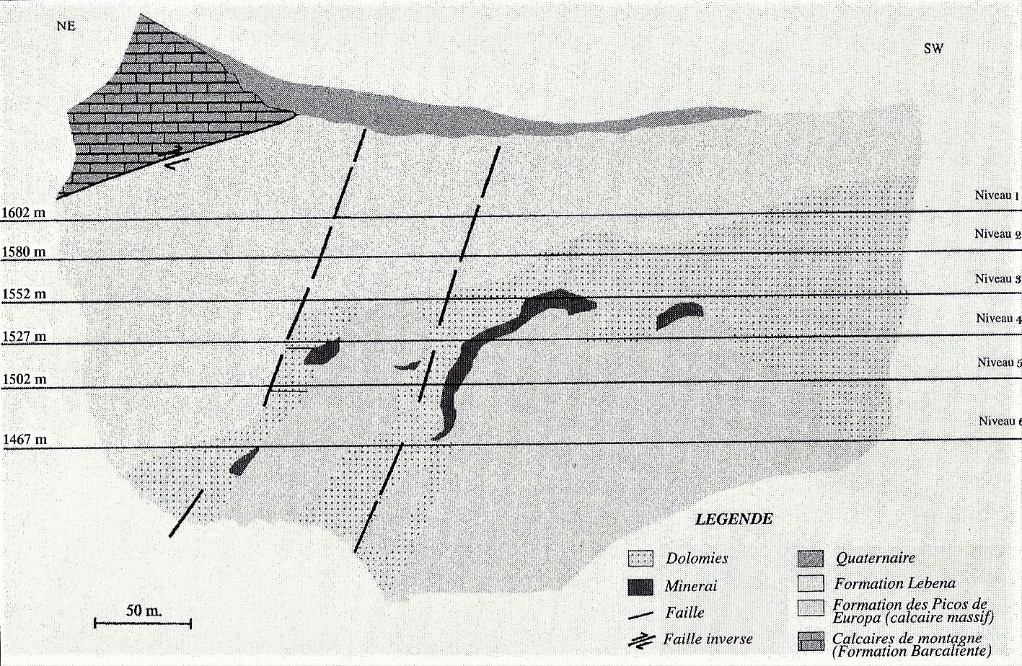 NE
SW
1602 m
Niveau 1
1580 m
Niveau 2
1552 m
Niveau 3
1527 m
Niveau 4
1502 m
Niveau 5
1467 m
Niveau 6
50 m.
LEGENDE
Dolomies
Minerai
Faille
Faille inverse
Quaternaire
Formation Lebena
Formation des Picos de
Europa (calcaire massif)
Calcaires de montagne
(Formation Barcaliente)